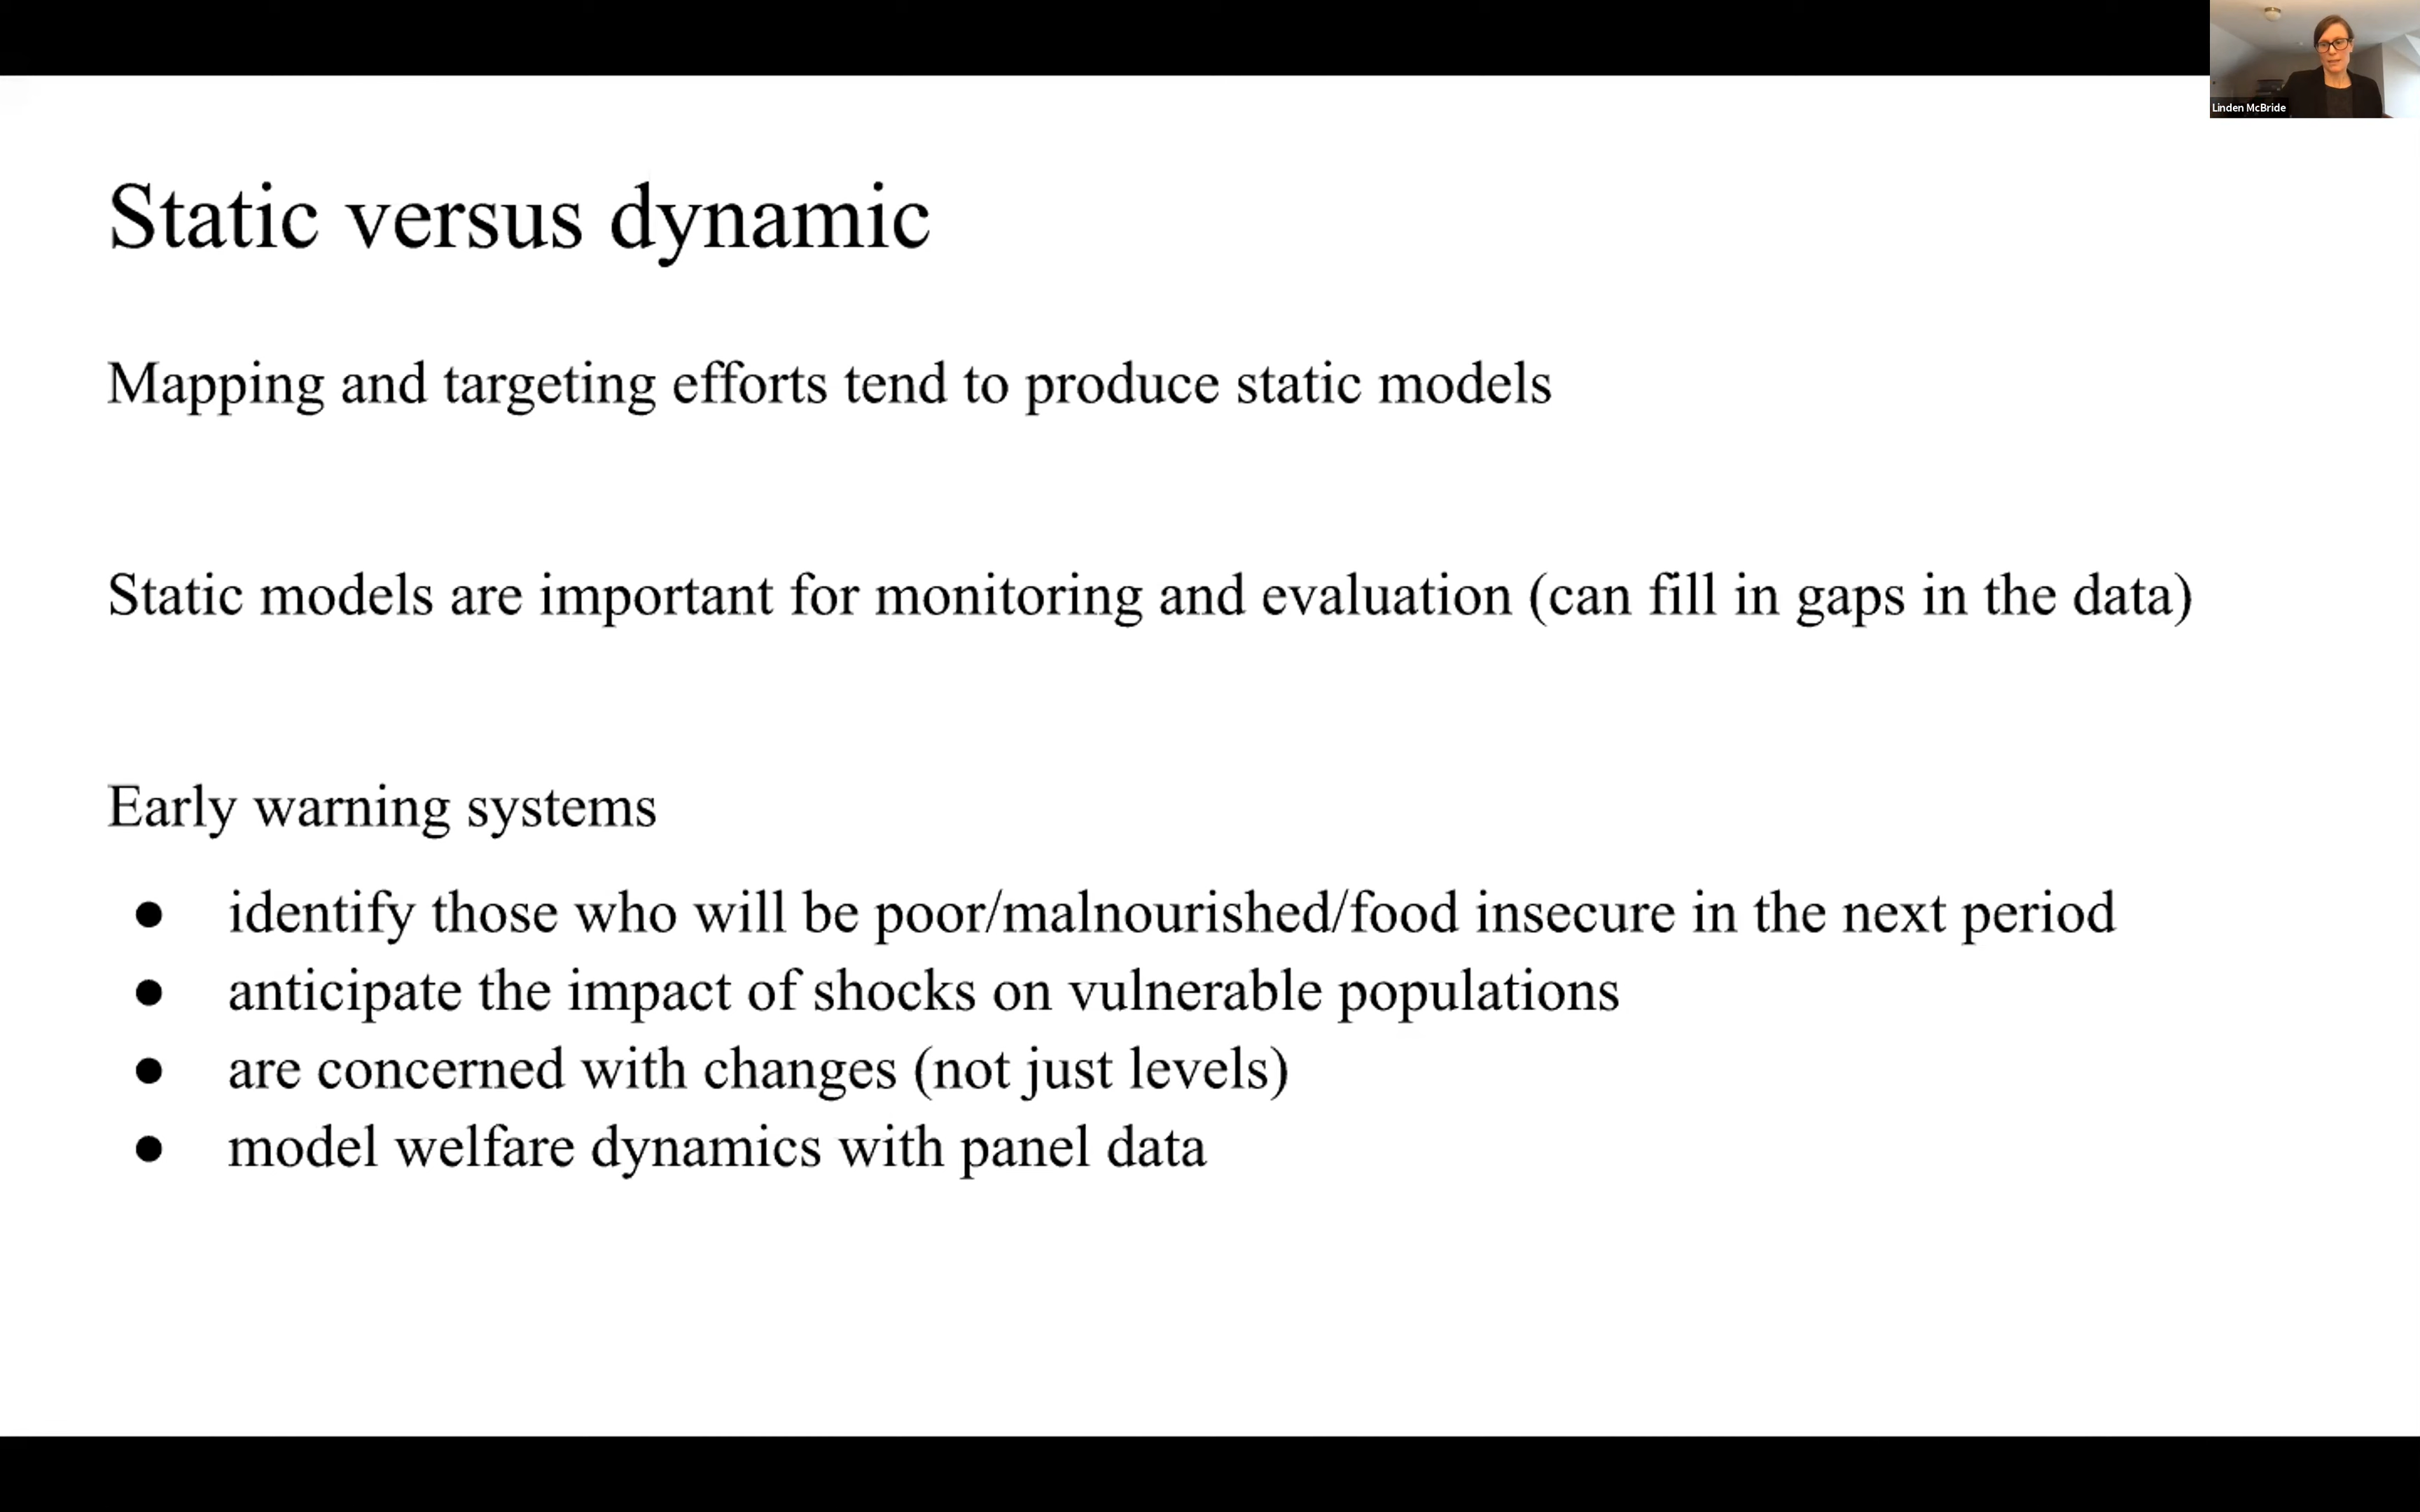 Linden McBride
Static versus dynamic
Mapping and targeting efforts tend to produce static models
Static models are important for monitoring and evaluation (can fill in gaps in the data)
Early warning systems
● identify those who will be poor/malnourished/food insecure in the next period
● anticipate the impact of shocks on vulnerable populations
● are concerned with changes (not just levels)
● model welfare dynamics with panel data